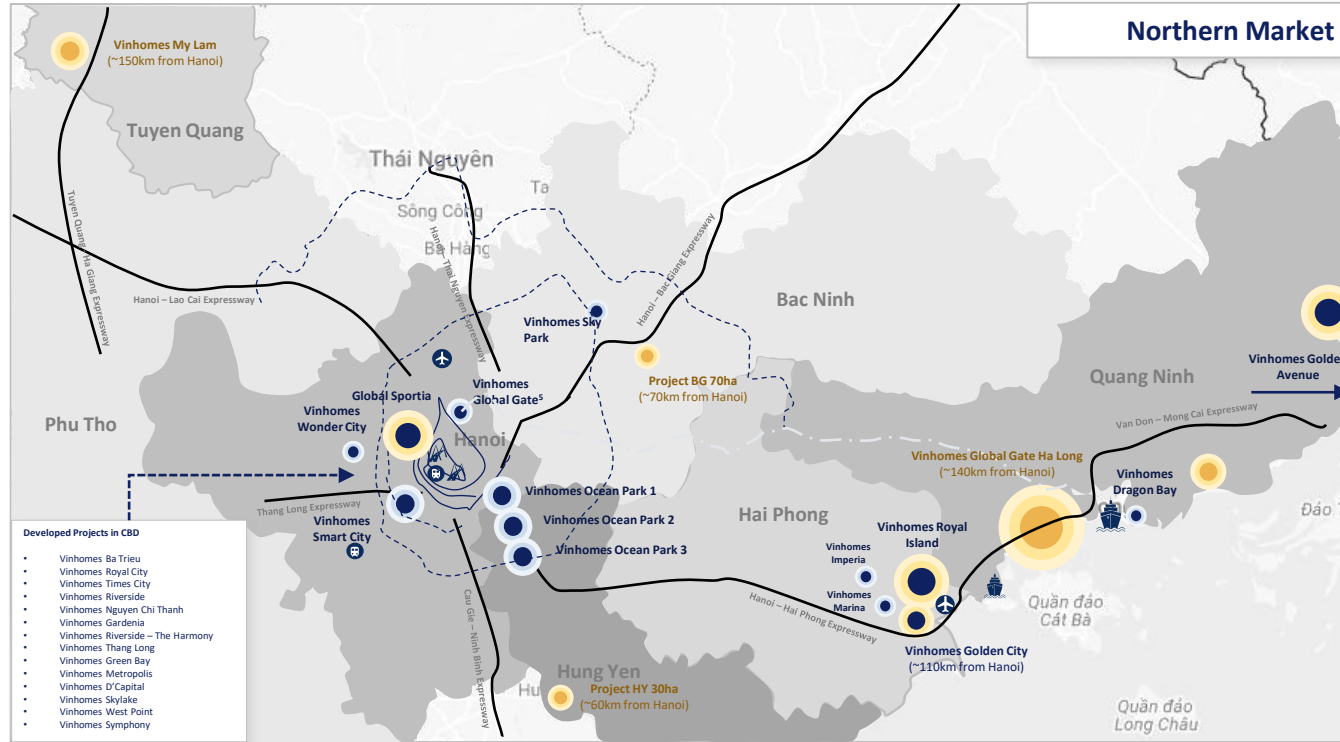 Northern Market
Vinhomes My Lam
(~150km from Hanoi)
Tuyen Quang
Thái Nguyên
Ta
Sông Công
Bá Hàng
Tuyen Quang – Ha Giang Expressway
Hanoi – Thai Nguyen Expressway
Hanoi – Bac Giang Expressway
Hanoi – Lao Cai Expressway
Bac Ninh
Vinhomes Sky
Park
Project BG 70ha
(~70km from Hanoi)
Quang Ninh
Vinhomes Golde
Avenue
Van Don – Mong Cai Expressway
Phu Tho
Global Sportia
Vinhomes
Global Gate⁵
Vinhomes
Wonder City
Hanoi
Vinhomes Global Gate Ha Long
(~140km from Hanoi)
Vinhomes
Dragon Bay
Thang Long Expressway
Vinhomes Ocean Park 1
Vinhomes Ocean Park 2
Vinhomes Ocean Park 3
Vinhomes
Smart City
Hai Phong
Vinhomes Royal
Island
Vinhomes
Imperia
Vinhomes
Marina
Đảo T
Hanoi – Hai Phong Expressway
Quần đảo
Cát Bà
Vinhomes Golden City
(~110km from Hanoi)
Cau Gie – Ninh Binh Expressway
Hung Yen
Hu
Project HY 30ha
(~60km from Hanoi)
Quần đảo
Long Châu
Developed Projects in CBD
• Vinhomes Ba Trieu
• Vinhomes Royal City
• Vinhomes Times City
• Vinhomes Riverside
• Vinhomes Nguyen Chi Thanh
• Vinhomes Gardenia
• Vinhomes Riverside – The Harmony
• Vinhomes Thang Long
• Vinhomes Green Bay
• Vinhomes Metropolis
• Vinhomes D'Capital
• Vinhomes Skylake
• Vinhomes West Point
• Vinhomes Symphony